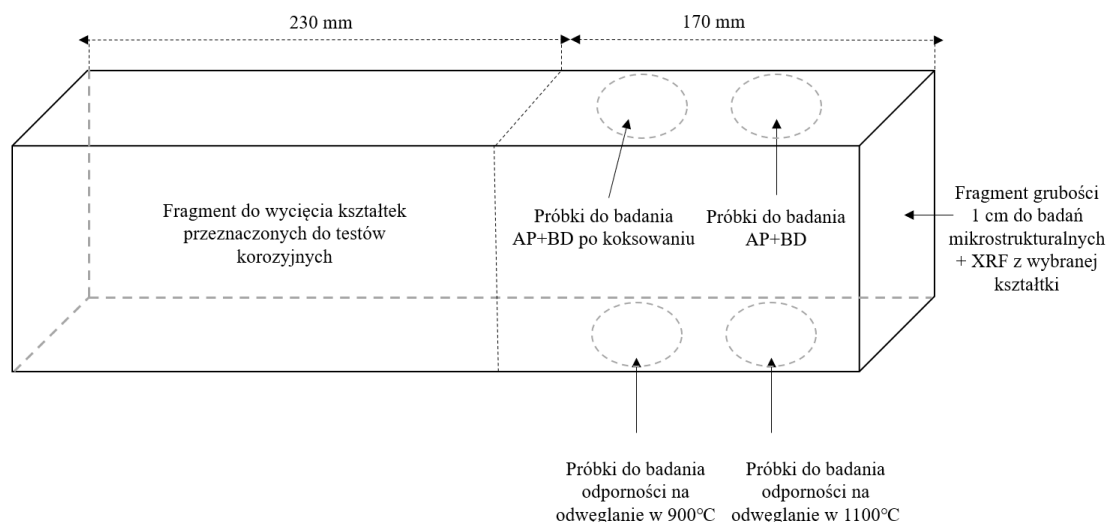 230 mm
170 mm
Fragment do wycięcia kształtek
przeznaczonych do testów
korozyjnych
Próbki do badania
AP+BD po koksowaniu
Próbki do badania
AP+BD
Fragment grubości
1 cm do badań
mikrostrukturalnych
+ XRF z wybranej
kształtki
Próbki do badania
odporności na
odwęglanie w 900°C
Próbki do badania
odporności na
odwęglanie w 1100°C